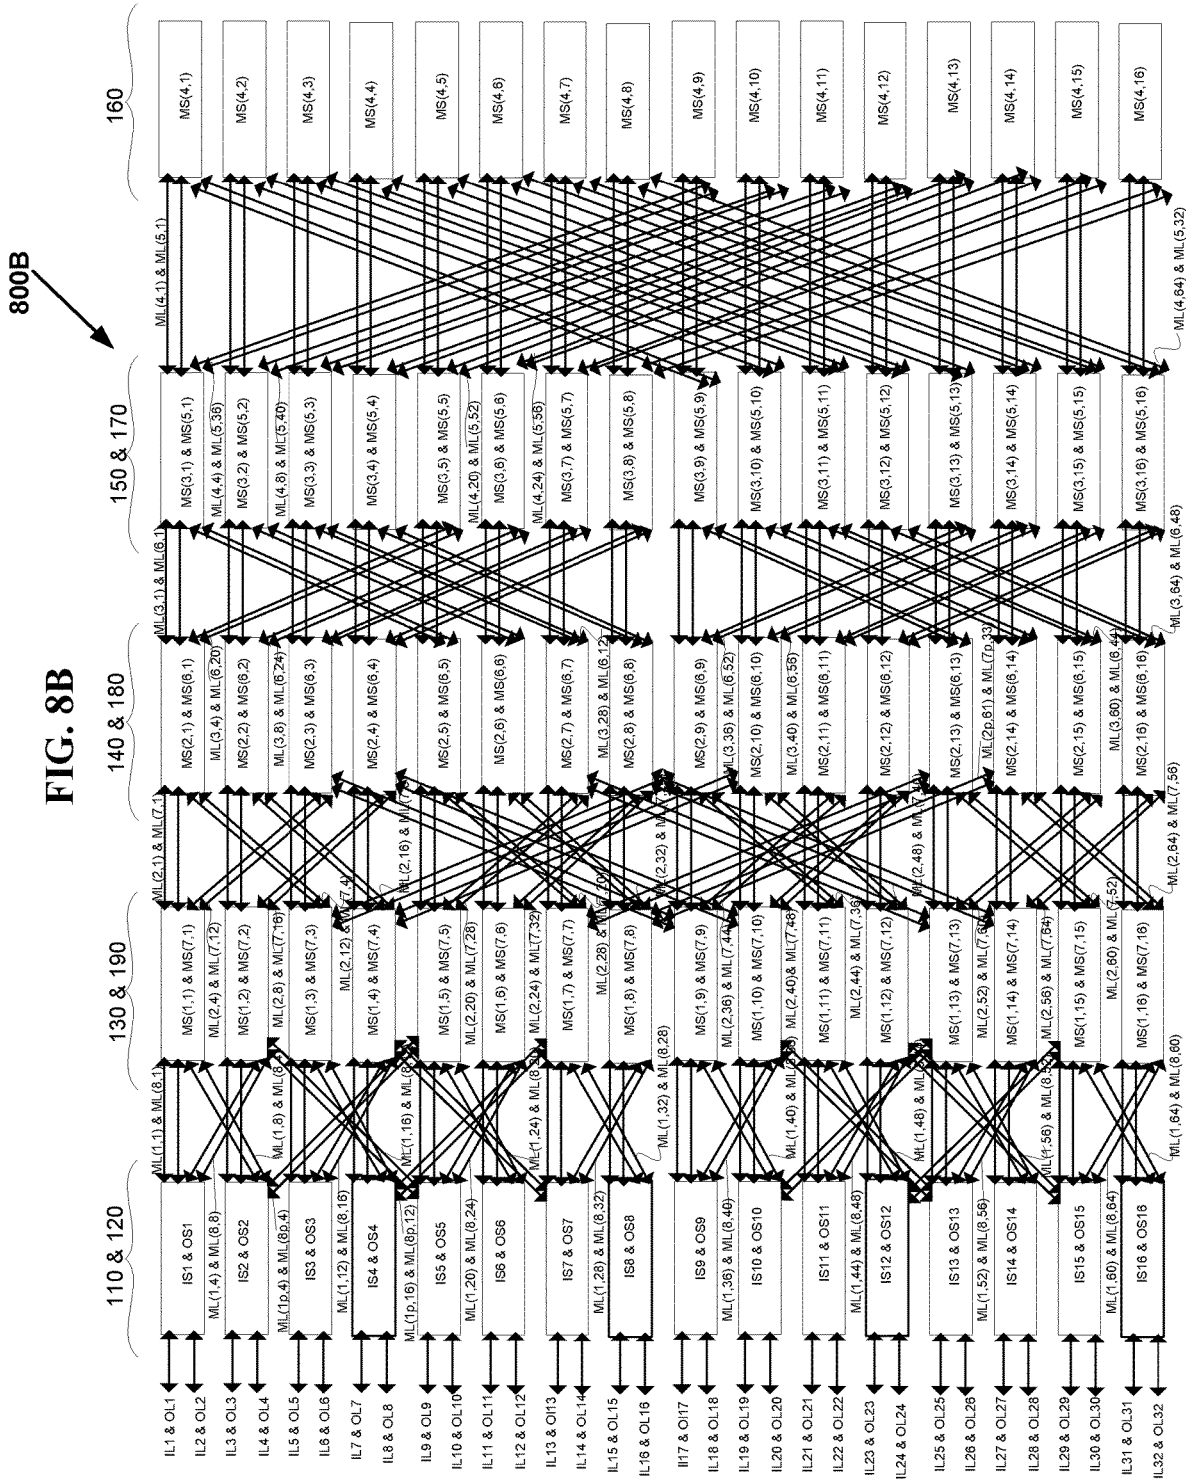 800B
FIG. 8B
110 & 120
130 & 190
140 & 180
150 & 170
160
IL1 & OL1
IL2 & OL2
IS1 & OS1
ML(1,1) & ML(8,1)
MS(1,1) & MS(7,1)
ML(2,1) & ML(7,1)
MS(2,1) & MS(6,1)
ML(3,1) & ML(6,1)
MS(3,1) & MS(5,1)
ML(4,1) & ML(5,1)
MS(4,1)
ML(1,4) & ML(8,8)
ML(2,4) & ML(7,12)
ML(3,4) & ML(6,20)
ML(4,4) & ML(5,36)
IL3 & OL3
IL4 & OL4
IS2 & OS2
MS(1,2) & MS(7,2)
MS(2,2) & MS(6,2)
MS(3,2) & MS(5,2)
MS(4,2)
ML(1p,4) & ML(8p,4)
ML(1,8) & ML(8,
ML(2,8) & ML(7,16)
ML(3,8) & ML(6,24)
ML(4,8) & ML(5,40)
IL5 & OL5
IL6 & OL6
IS3 & OS3
MS(1,3) & MS(7,3)
MS(2,3) & MS(6,3)
MS(3,3) & MS(5,3)
MS(4,3)
ML(1,12) & ML(8,16)
ML(2,12) & ML(7,4)
IL7 & OL7
IL8 & OL8
IS4 & OS4
MS(1,4) & MS(7,4)
MS(2,4) & MS(6,4)
MS(3,4) & MS(5,4)
MS(4,4)
ML(1p,16) & ML(8p,12)
ML(1,16) & ML(8,
ML(2,16) & ML(7,
IL9 & OL9
IL10 & OL10
IS5 & OS5
MS(1,5) & MS(7,5)
MS(2,5) & MS(6,5)
MS(3,5) & MS(5,5)
MS(4,5)
ML(1,20) & ML(8,24)
ML(2,20) & ML(7,28)
ML(4,20) & ML(5,52)
IL11 & OL11
IL12 & OL12
IS6 & OS6
MS(1,6) & MS(7,6)
MS(2,6) & MS(6,6)
MS(3,6) & MS(5,6)
MS(4,6)
ML(1,24) & ML(8,
ML(2,24) & ML(7,32)
ML(4,24) & ML(5,56)
IL13 & Ol13
IL14 & OL14
IS7 & OS7
MS(1,7) & MS(7,7)
MS(2,7) & MS(6,7)
MS(3,7) & MS(5,7)
MS(4,7)
ML(1,28) & ML(8,32)
ML(2,28) & ML(7,20)
ML(3,28) & ML(6,12)
IL15 & OL15
IL16 & OL16
IS8 & OS8
MS(1,8) & MS(7,8)
MS(2,8) & MS(6,8)
MS(3,8) & MS(5,8)
MS(4,8)
ML(1,32) & ML(8,28)
ML(2,32) &
Il17 & OL17
IL18 & OL18
IS9 & OS9
MS(1,9) & MS(7,9)
MS(2,9) & MS(6,9)
MS(3,9) & MS(5,9)
MS(4,9)
ML(1,36) & ML(8,40)
ML(2,36) & ML(7,44)
ML(3,36) & ML(6,52)
IL19 & OL19
IL20 & OL20
IS10 & OS10
MS(1,10) & MS(7,10)
MS(2,10) & MS(6,10)
MS(3,10) & MS(5,10)
MS(4,10)
ML(1,40) & ML(8,
ML(2,40)& ML(7,48)
ML(3,40) & ML(6,56)
IL21 & OL21
IL22 & OL22
IS11 & OS11
MS(1,11) & MS(7,11)
MS(2,11) & MS(6,11)
MS(3,11) & MS(5,11)
MS(4,11)
ML(1,44) & ML(8,48)
ML(2,44) & ML(7,36)
IL23 & OL23
IL24 & OL24
IS12 & OS12
MS(1,12) & MS(7,12)
MS(2,12) & MS(6,12)
MS(3,12) & MS(5,12)
MS(4,12)
ML(1,48) &
ML(2,48) & ML(7,
IL25 & OL25
IL26 & OL26
IS13 & OS13
MS(1,13) & MS(7,13)
MS(2,13) & MS(6,13)
MS(3,13) & MS(5,13)
MS(4,13)
ML(1,52) & ML(8,56)
ML(2,52) & ML(7,
ML(2p,61) & ML(7p,33
IL27 & OL27
IL28 & OL28
IS14 & OS14
MS(1,14) & MS(7,14)
MS(2,14) & MS(6,14)
MS(3,14) & MS(5,14)
MS(4,14)
ML(1,56) & ML(8,
ML(2,56) & ML(7,64)
IL29 & OL29
IL30 & OL30
IS15 & OS15
MS(1,15) & MS(7,15)
MS(2,15) & MS(6,15)
MS(3,15) & MS(5,15)
MS(4,15)
ML(1,60) & ML(8,64)
ML(2,60) & ML(7,52)
ML(3,60) & ML(6,44)
IL31 & OL31
IL32 & OL32
IS16 & OS16
MS(1,16) & MS(7,16)
MS(2,16) & MS(6,16)
MS(3,16) & MS(5,16)
MS(4,16)
ML(1,64) & ML(8,60)
ML(2,64) & ML(7,56)
ML(3,64) & ML(6,48)
ML(4,64) & ML(5,32)